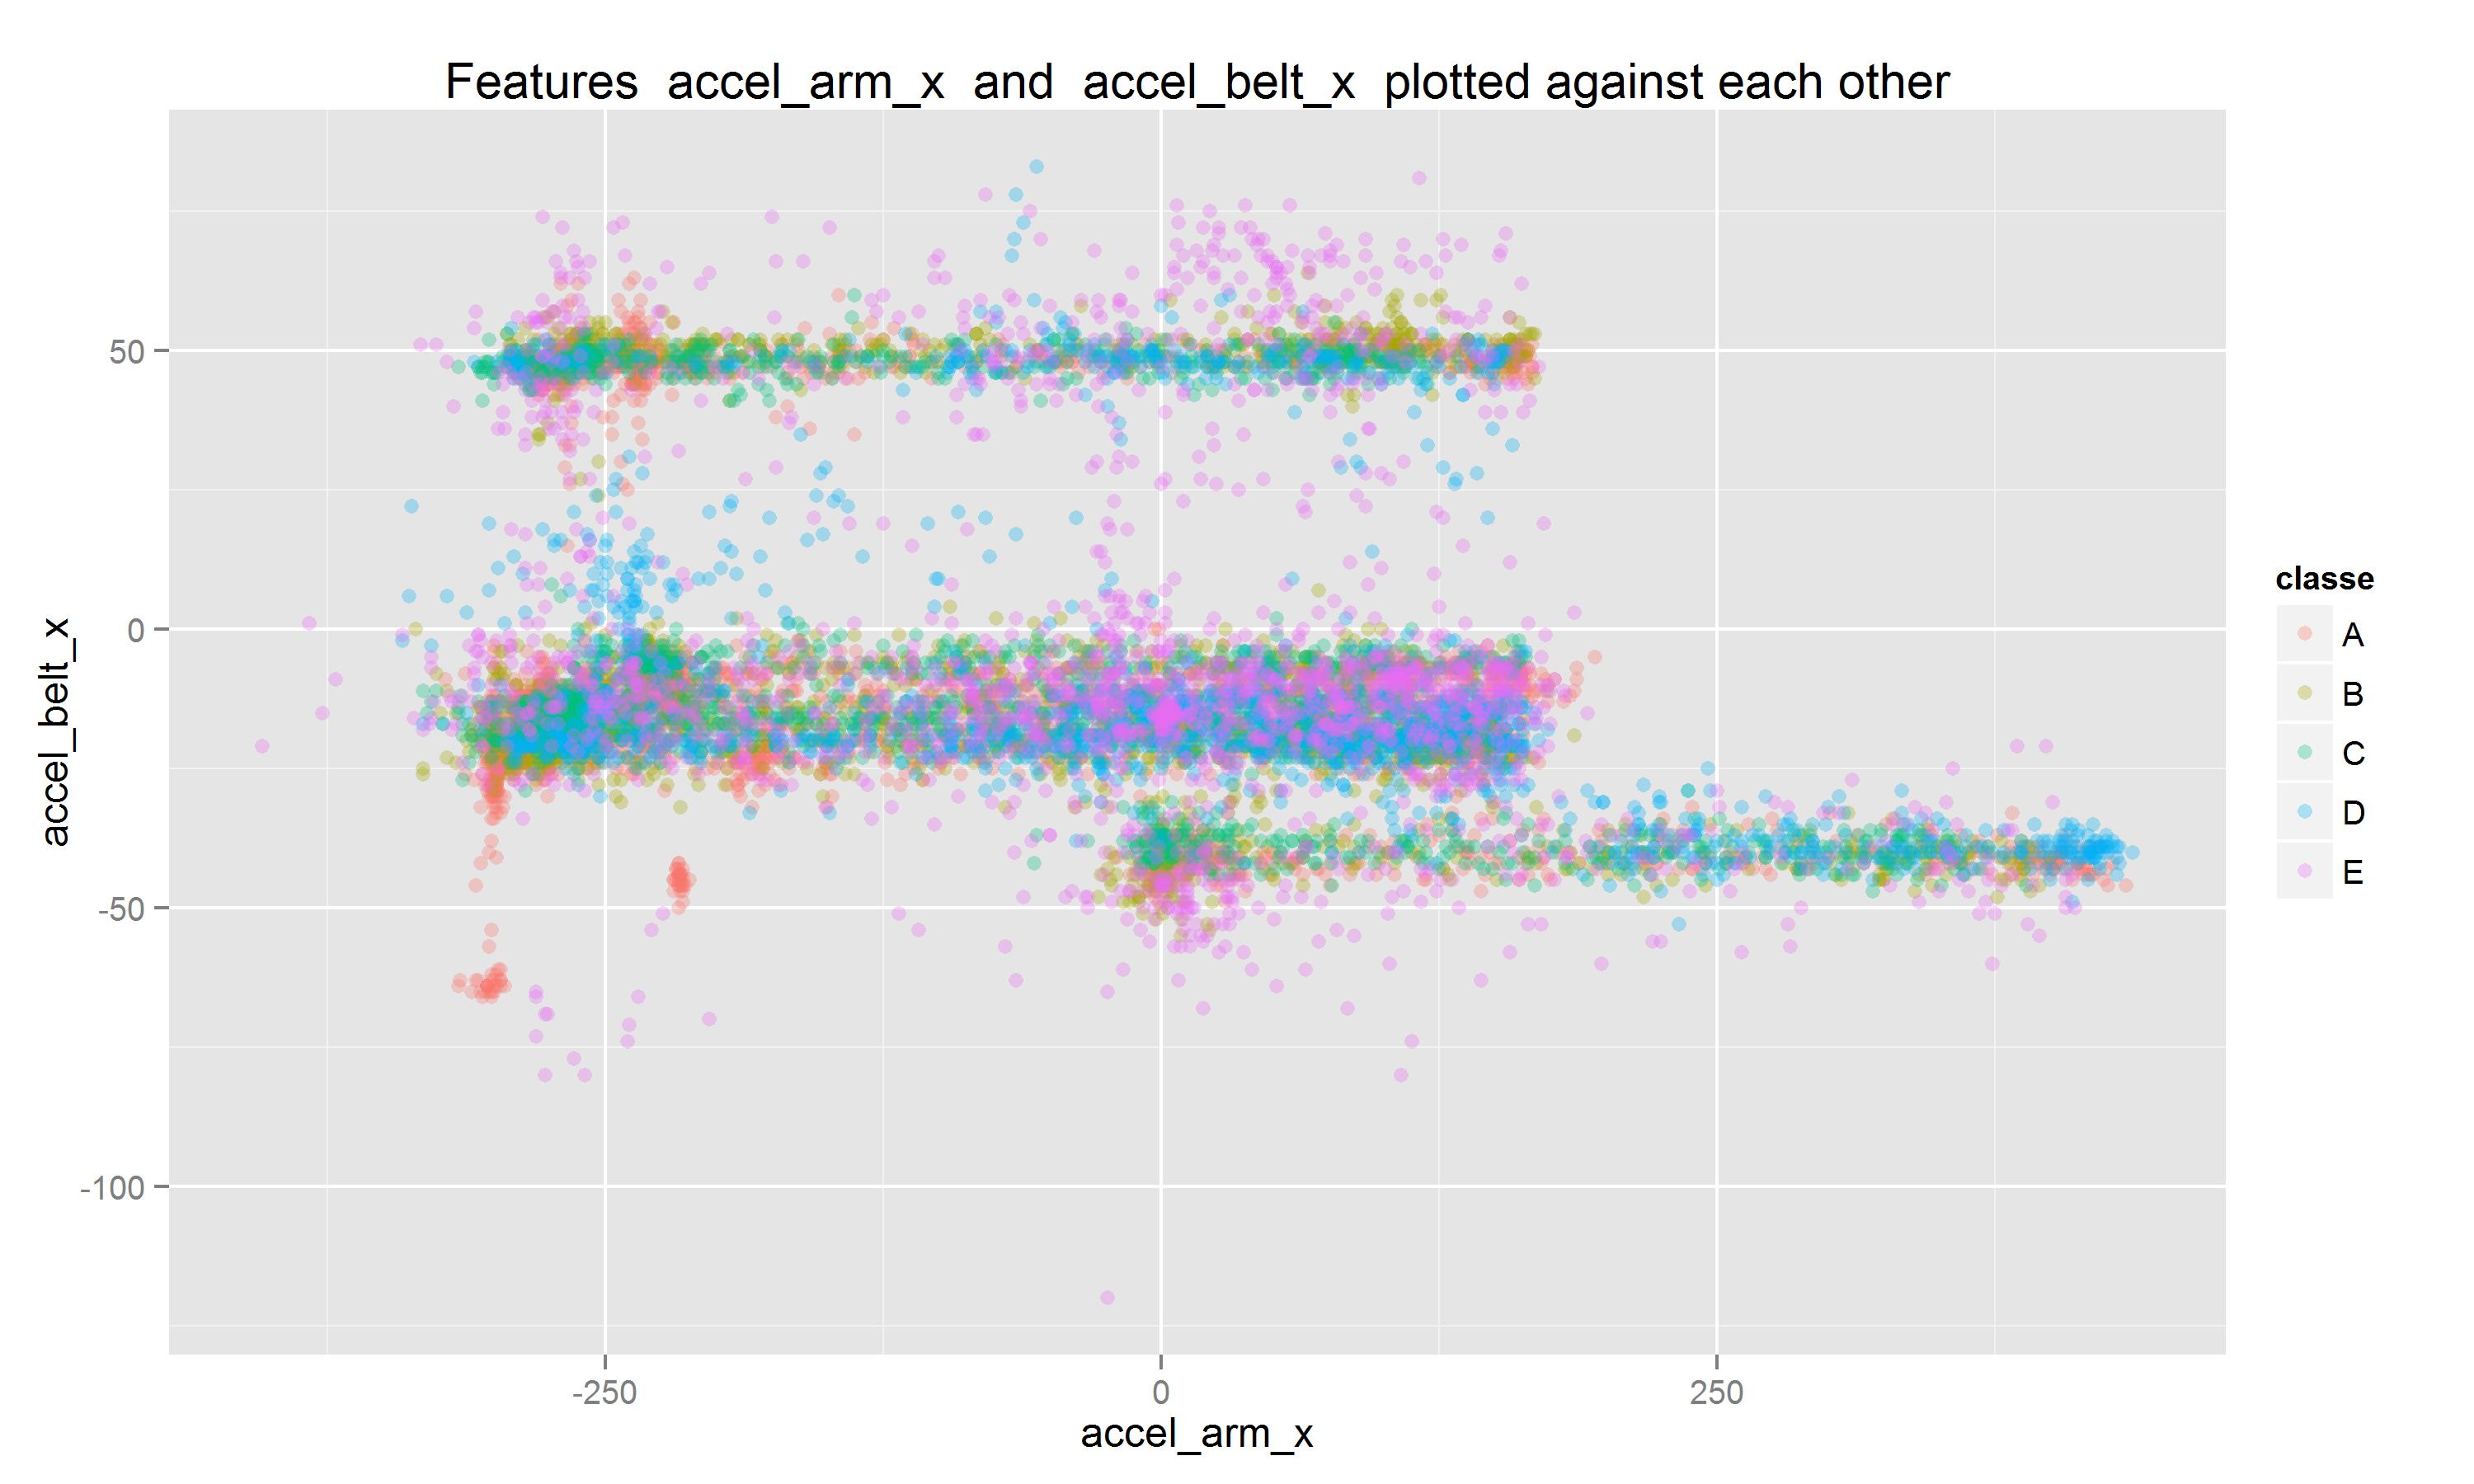 Features accel_arm_x and accel_belt_x plotted against each other
accel_belt_x
50
0
-50
-100
-250
0
250
accel_arm_x
classe
A
B
C
D
E